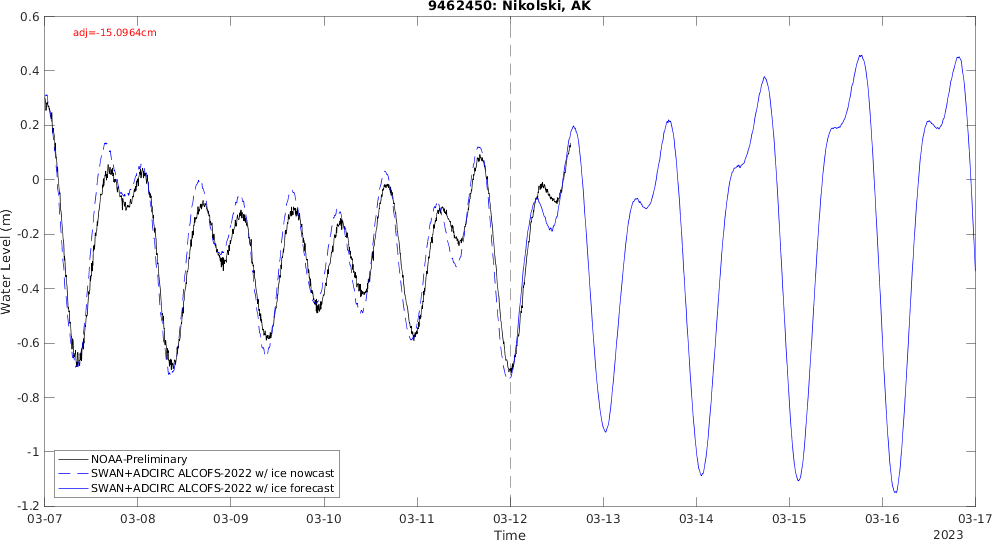 9462450: Nikolski, AK
adj=-15.0964cm
0.6
0.4
0.2
0
-0.2
-0.4
-0.6
-0.8
-1
-1.2
Water Level (m)
NOAA-Preliminary
SWAN+ADCIRC ALCOFS-2022 w/ ice nowcast
SWAN+ADCIRC ALCOFS-2022 w/ ice forecast
03-07 03-08 03-09 03-10 03-11 03-12 03-13 03-14 03-15 03-16 03-17
Time
2023